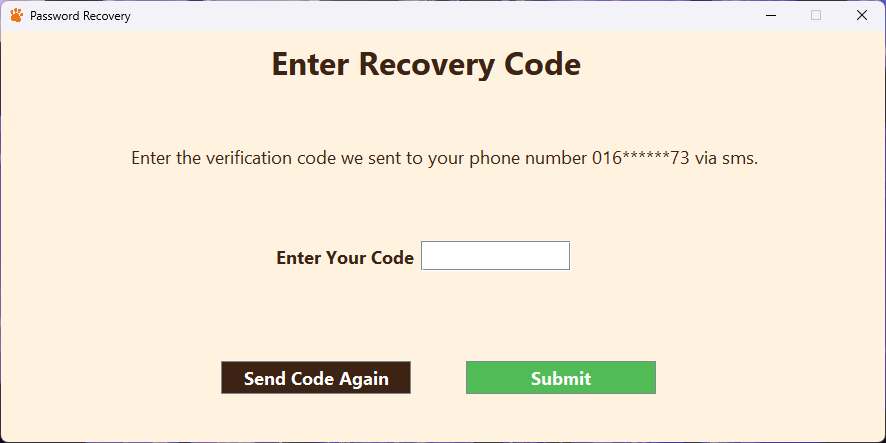 Password Recovery
Enter Recovery Code
Enter the verification code we sent to your phone number 016******73 via sms.
Enter Your Code
Send Code Again
Submit